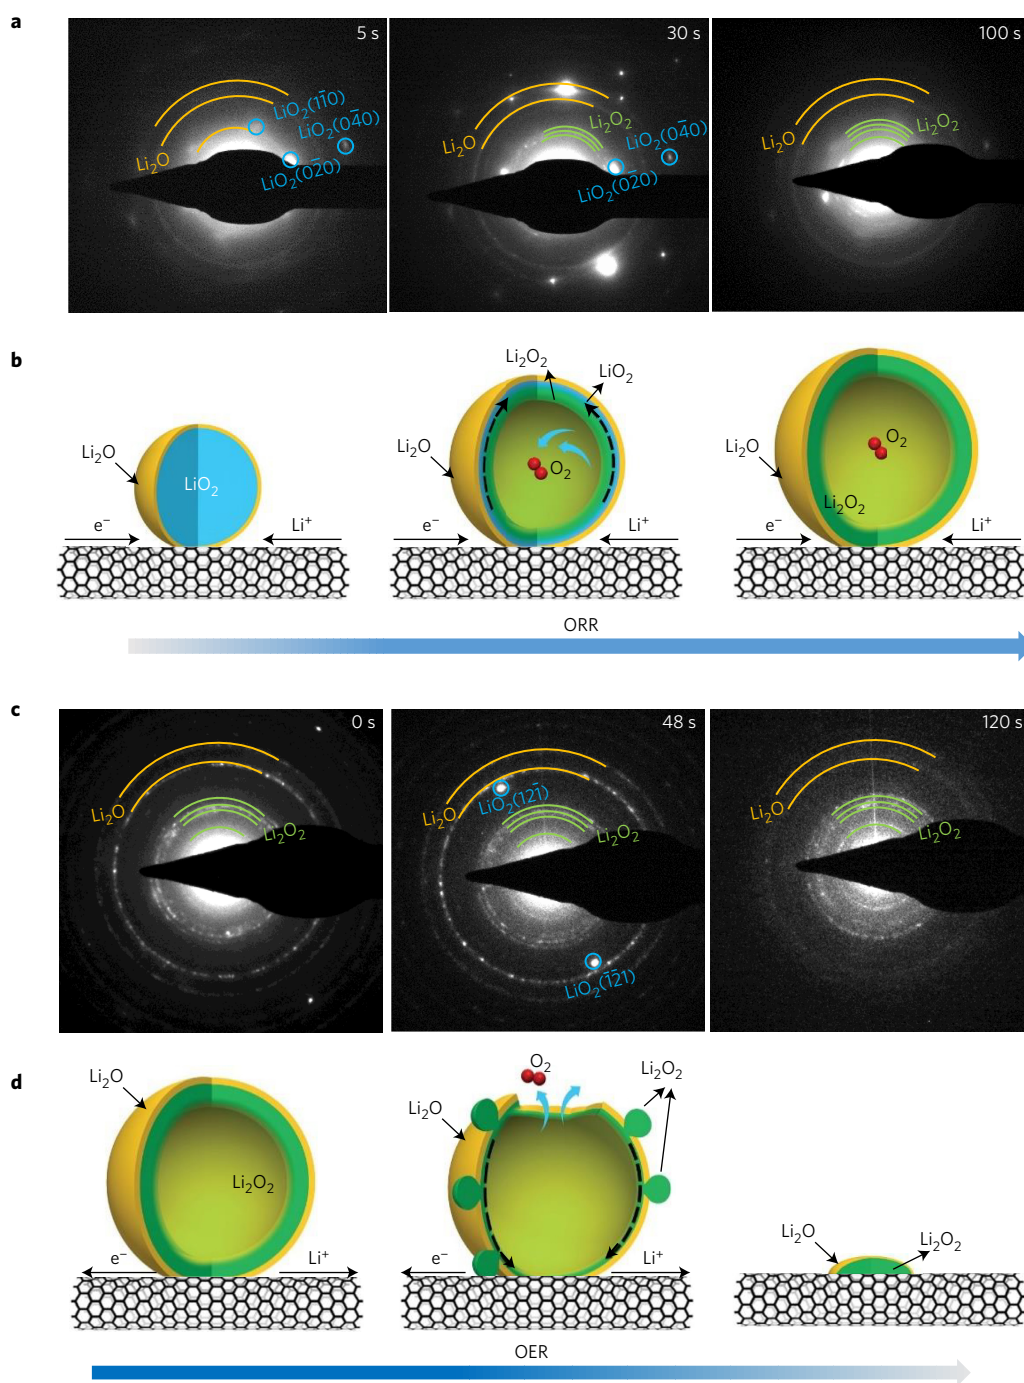 a
5 s
30 s
100 s
Li₂O
LiO₂(11̄0)
LiO₂(04̄0)
LiO₂(02̄0)
Li₂O
Li₂O₂
LiO₂(04̄0)
LiO₂(02̄0)
Li₂O
Li₂O₂
b
Li₂O
LiO₂
e⁻
Li⁺
Li₂O₂
LiO₂
Li₂O
O₂
e⁻
Li⁺
Li₂O
O₂
Li₂O₂
e⁻
Li⁺
ORR
c
0 s
48 s
120 s
Li₂O
Li₂O₂
Li₂O
LiO₂(121̄)
Li₂O₂
LiO₂(1̄2̄1)
Li₂O
Li₂O₂
d
Li₂O
Li₂O₂
e⁻
Li⁺
O₂
Li₂O₂
Li₂O
e⁻
Li⁺
Li₂O
Li₂O₂
OER